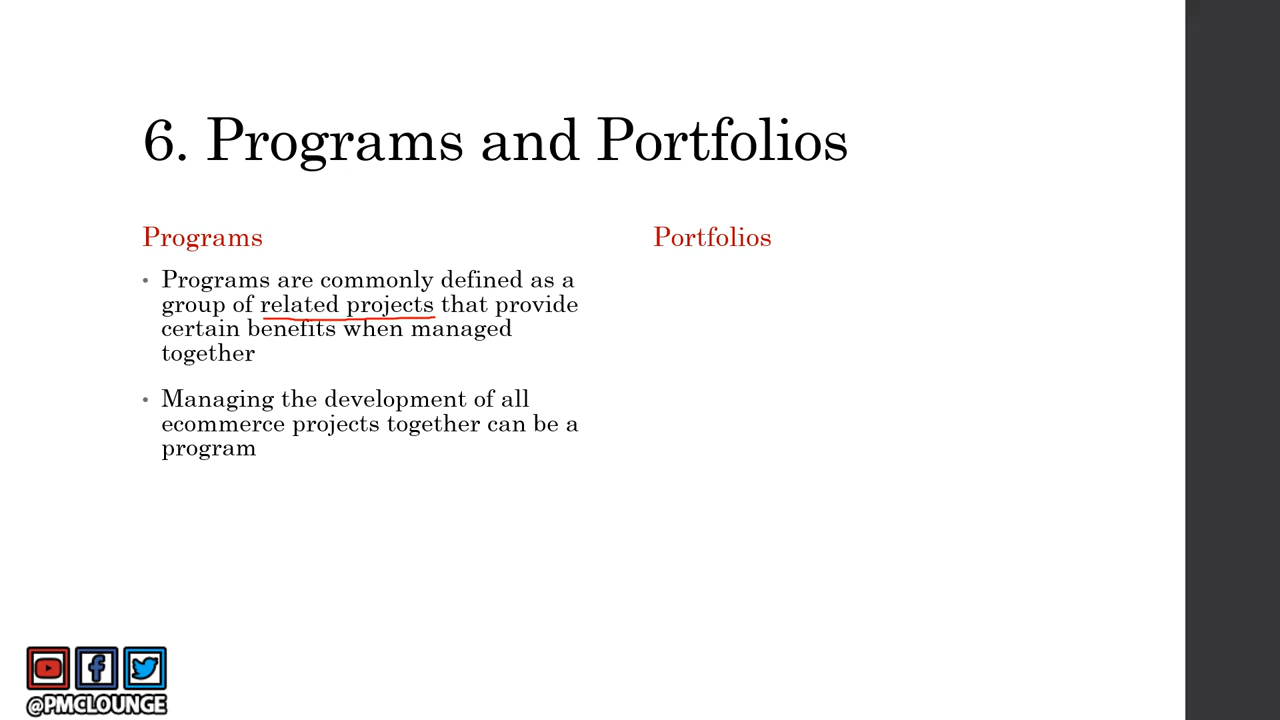 6. Programs and Portfolios
Programs
• Programs are commonly defined as a
group of related projects that provide
certain benefits when managed
together
• Managing the development of all
ecommerce projects together can be a
program
Portfolios
@PMCLOUNGE